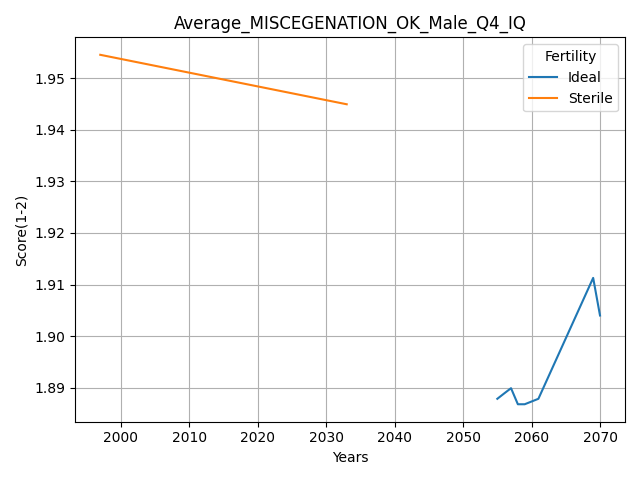 Average_MISCEGENATION_OK_Male_Q4_IQ
Fertility
Ideal
Sterile
Score(1-2)
1.95
1.94
1.93
1.92
1.91
1.90
1.89
2000 2010 2020 2030 2040 2050 2060 2070
Years